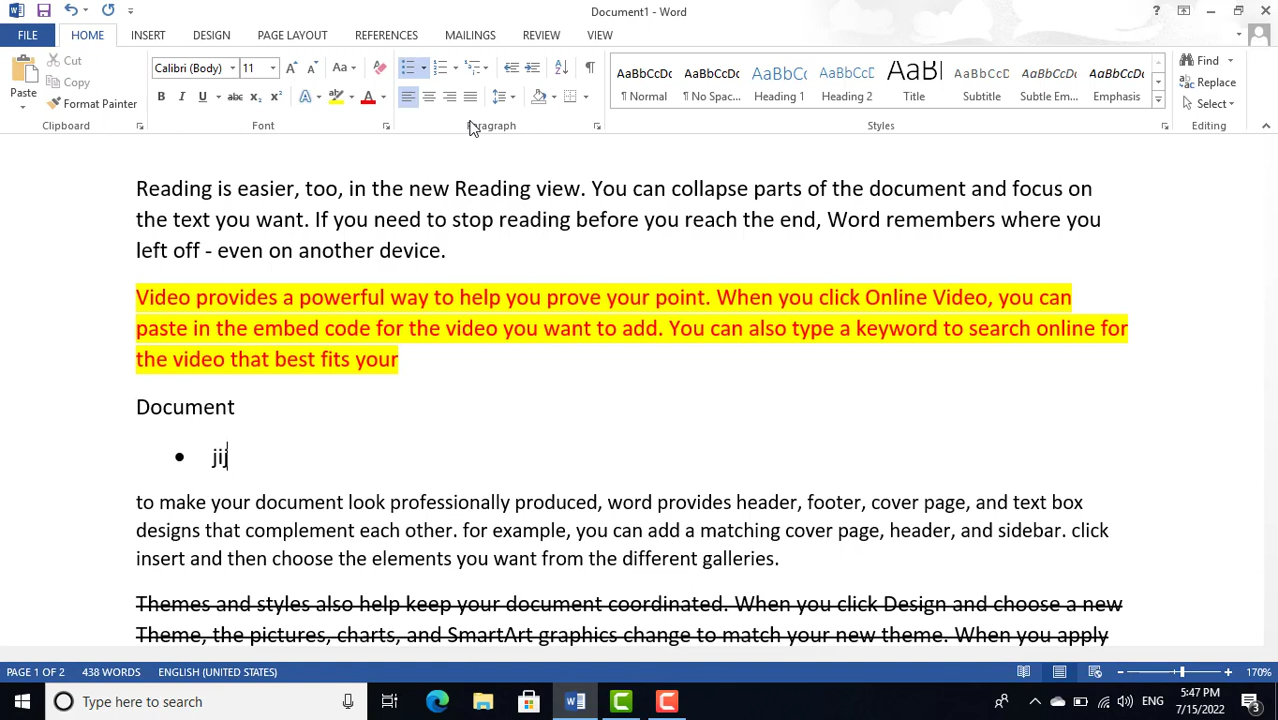 Document1 - Word
?
FILE HOME INSERT DESIGN PAGE LAYOUT REFERENCES MAILINGS REVIEW VIEW
Paste
Cut
Copy
Format Painter
Clipboard
Calibri (Body) 11
Font
Paragraph
AaBbCcDc AaBbCcDc AaBbCc AaBbCcD AaBl AaBbCcD AaBbCcDc AaBbCcDc
¶ Normal ¶ No Spac... Heading 1 Heading 2 Title Subtitle Subtle Em... Emphasis
Styles
Find
Replace
Select
Editing
Reading is easier, too, in the new Reading view. You can collapse parts of the document and focus on
the text you want. If you need to stop reading before you reach the end, Word remembers where you
left off - even on another device.
Video provides a powerful way to help you prove your point. When you click Online Video, you can
paste in the embed code for the video you want to add. You can also type a keyword to search online for
the video that best fits your
Document
• jij
to make your document look professionally produced, word provides header, footer, cover page, and text box
designs that complement each other. for example, you can add a matching cover page, header, and sidebar. click
insert and then choose the elements you want from the different galleries.
Themes and styles also help keep your document coordinated. When you click Design and choose a new
Theme, the pictures, charts, and SmartArt graphics change to match your new theme. When you apply
PAGE 1 OF 2 438 WORDS ENGLISH (UNITED STATES) 170%
Type here to search
ENG
5:47 PM
7/15/2022
3